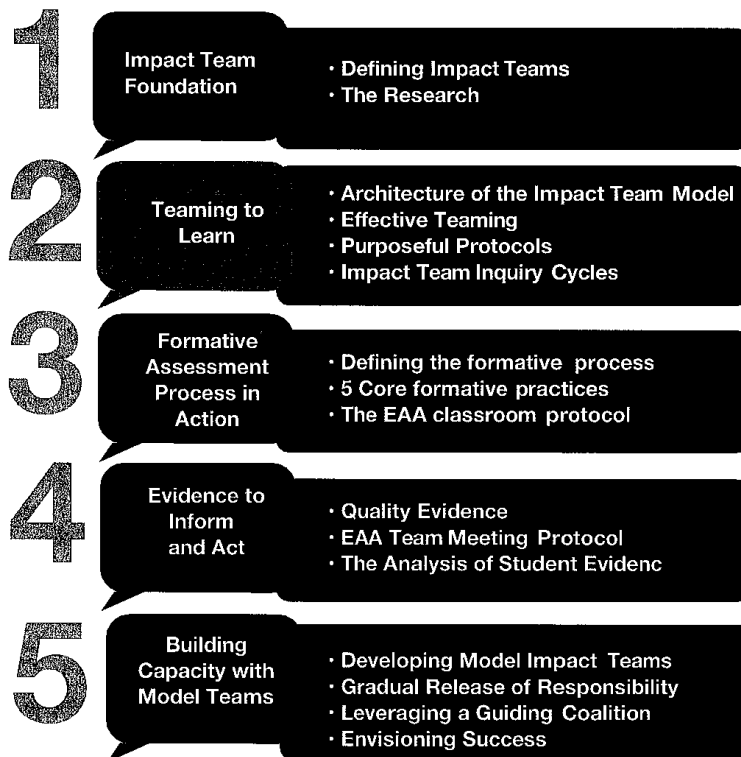 1
Impact Team
Foundation
· Defining Impact Teams
· The Research
2
Teaming to
Learn
· Architecture of the Impact Team Model
· Effective Teaming
· Purposeful Protocols
· Impact Team Inquiry Cycles
3
Formative
Assessment
Process in
Action
· Defining the formative process
· 5 Core formative practices
· The EAA classroom protocol
4
Evidence to
Inform
and Act
· Quality Evidence
· EAA Team Meeting Protocol
· The Analysis of Student Evidenc
5
Building
Capacity with
Model Teams
· Developing Model Impact Teams
· Gradual Release of Responsibility
· Leveraging a Guiding Coalition
· Envisioning Success